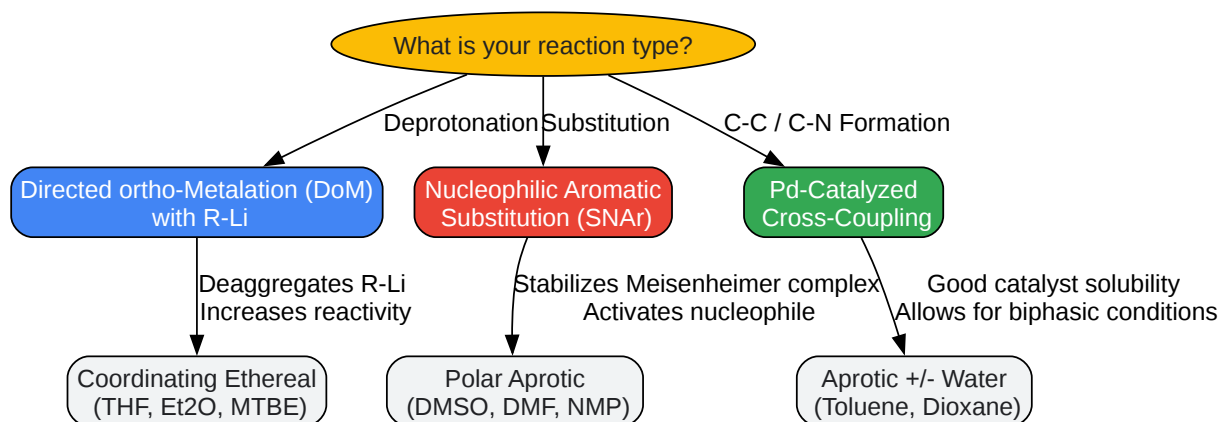 What is your reaction type?
Deprotonation
Substitution
C-C / C-N Formation
Directed ortho-Metalation (DoM)
with R-Li
Nucleophilic Aromatic
Substitution (SNAr)
Pd-Catalyzed
Cross-Coupling
Deaggregates R-Li
Increases reactivity
Stabilizes Meisenheimer complex
Activates nucleophile
Good catalyst solubility
Allows for biphasic conditions
Coordinating Ethereal
(THF, Et2O, MTBE)
Polar Aprotic
(DMSO, DMF, NMP)
Aprotic +/- Water
(Toluene, Dioxane)